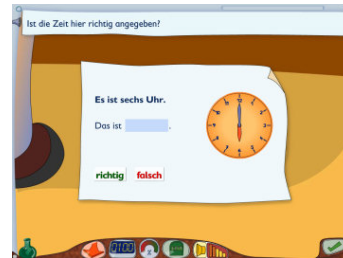 Ist die Zeit hier richtig angegeben?
Es ist sechs Uhr.
Das ist .
richtig falsch